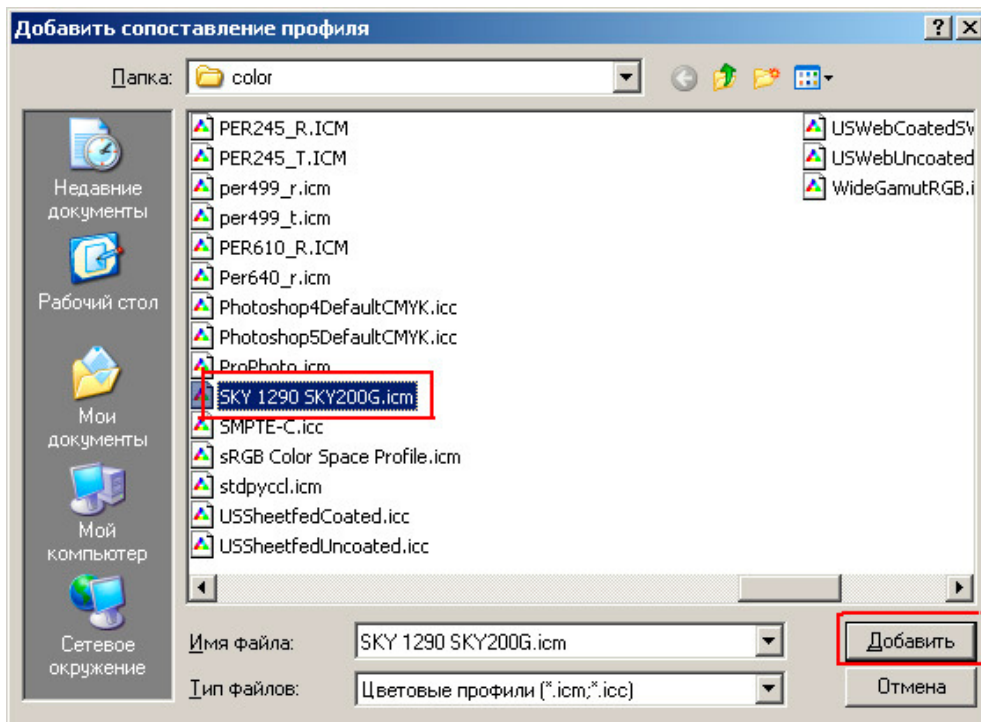 Добавить сопоставление профиля
Папка: color
Недавние документы
Рабочий стол
Мои документы
Мой компьютер
Сетевое окружение
PER245_R.ICM
PER245_T.ICM
per499_r.icm
per499_t.icm
PER610_R.ICM
Per640_r.icm
Photoshop4DefaultCMYK.icc
Photoshop5DefaultCMYK.icc
ProPhoto.icm
SKY 1290 SKY200G.icm
SMPTE-C.icc
sRGB Color Space Profile.icm
stdpyccl.icm
USSheetfedCoated.icc
USSheetfedUncoated.icc
USWebCoatedSW
USWebUncoated
WideGamutRGB.i
Имя файла: SKY 1290 SKY200G.icm
Добавить
Тип файлов: Цветовые профили (*.icm;*.icc)
Отмена